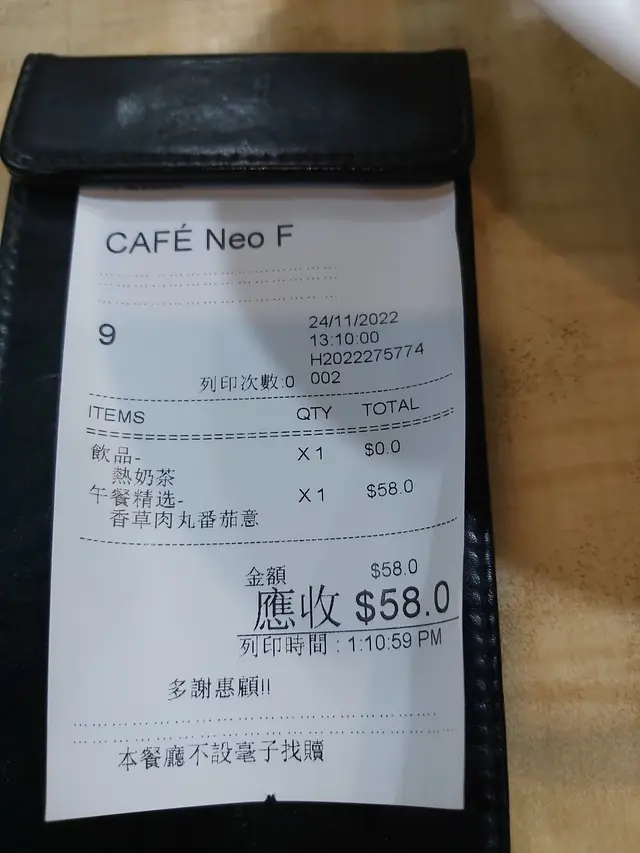 CAFÉ Neo F
9
24/11/2022
13:10:00
H2022275774
列印次數:0 002
ITEMS QTY TOTAL
飲品- X 1 $0.0
熱奶茶
午餐精选- X 1 $58.0
香草肉丸番茄意
金額 $58.0
應收 $58.0
列印時間 : 1:10:59 PM
多謝惠顧!!
本餐廳不設毫子找贖